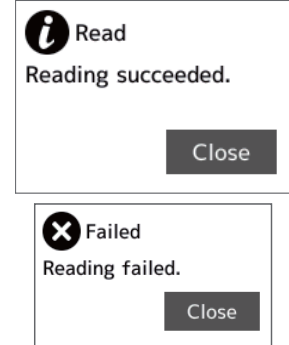 Read
Reading succeeded.
Close
Failed
Reading failed.
Close